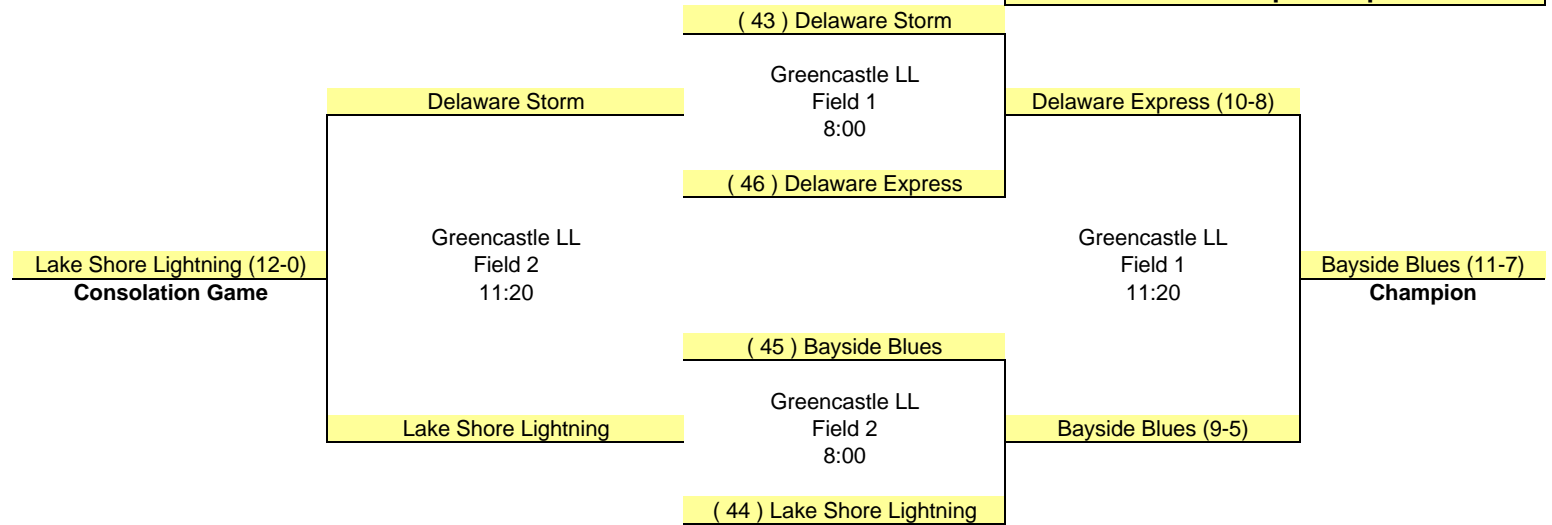 ( 43 ) Delaware Storm
Greencastle LL
Delaware Storm
Field 1
Delaware Express (10-8)
8:00
( 46 ) Delaware Express
Greencastle LL
Greencastle LL
Lake Shore Lightning (12-0)
Field 2
Field 1
Bayside Blues (11-7)
Consolation Game
11:20
11:20
Champion
( 45 ) Bayside Blues
Greencastle LL
Lake Shore Lightning
Field 2
Bayside Blues (9-5)
8:00
( 44 ) Lake Shore Lightning